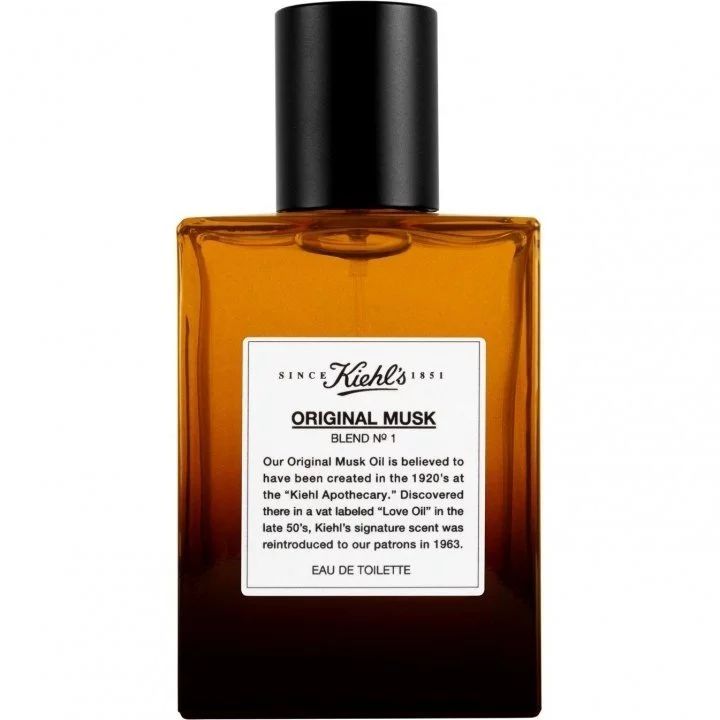 SINCE Kiehl's 1851
ORIGINAL MUSK
BLEND Nº 1
Our Original Musk Oil is believed to
have been created in the 1920's at
the “Kiehl Apothecary.” Discovered
there in a vat labeled “Love Oil” in the
late 50's, Kiehl's signature scent was
reintroduced to our patrons in 1963.
EAU DE TOILETTE